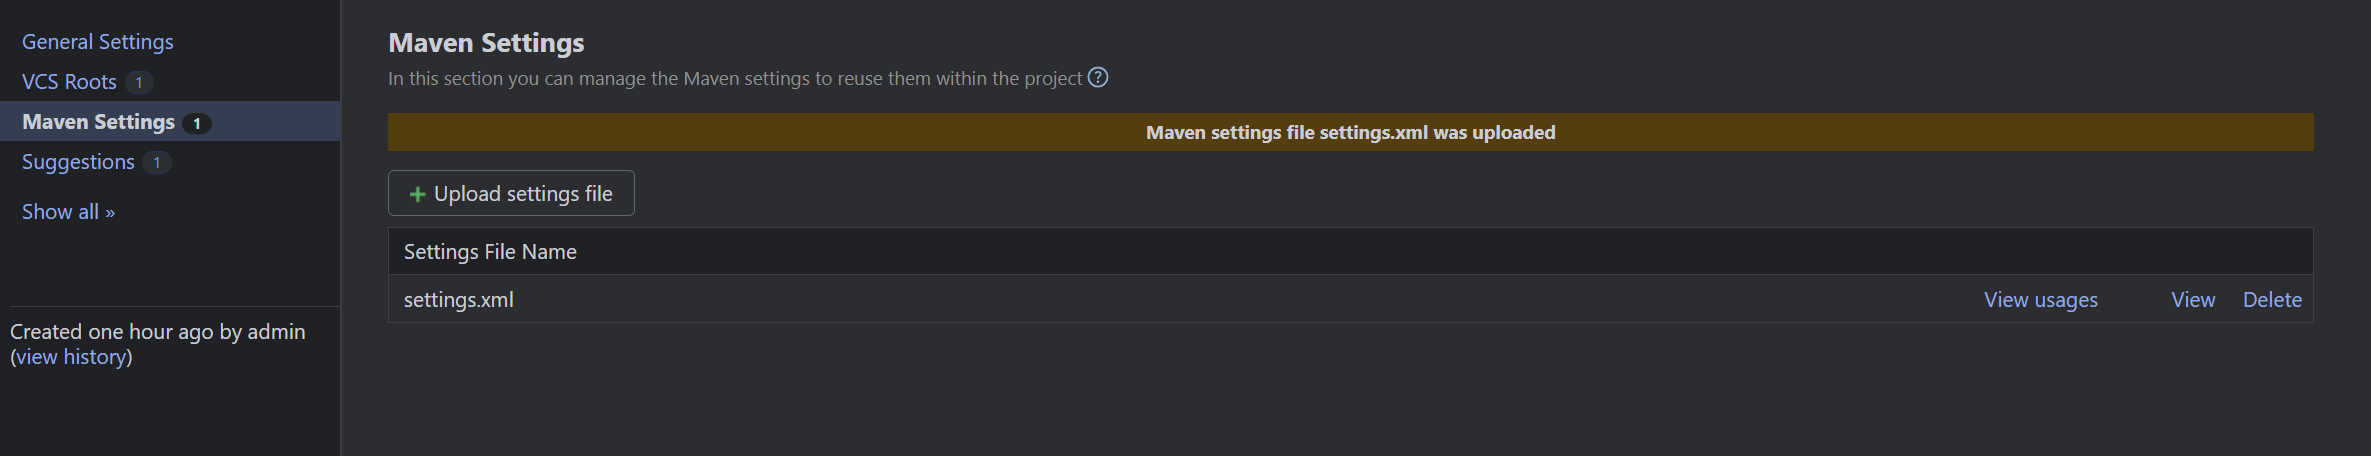 General Settings
VCS Roots 1
Maven Settings 1
Suggestions 1
Show all »
Created one hour ago by admin
(view history)
Maven Settings
In this section you can manage the Maven settings to reuse them within the project ?
Maven settings file settings.xml was uploaded
+ Upload settings file
Settings File Name
settings.xml View usages View Delete